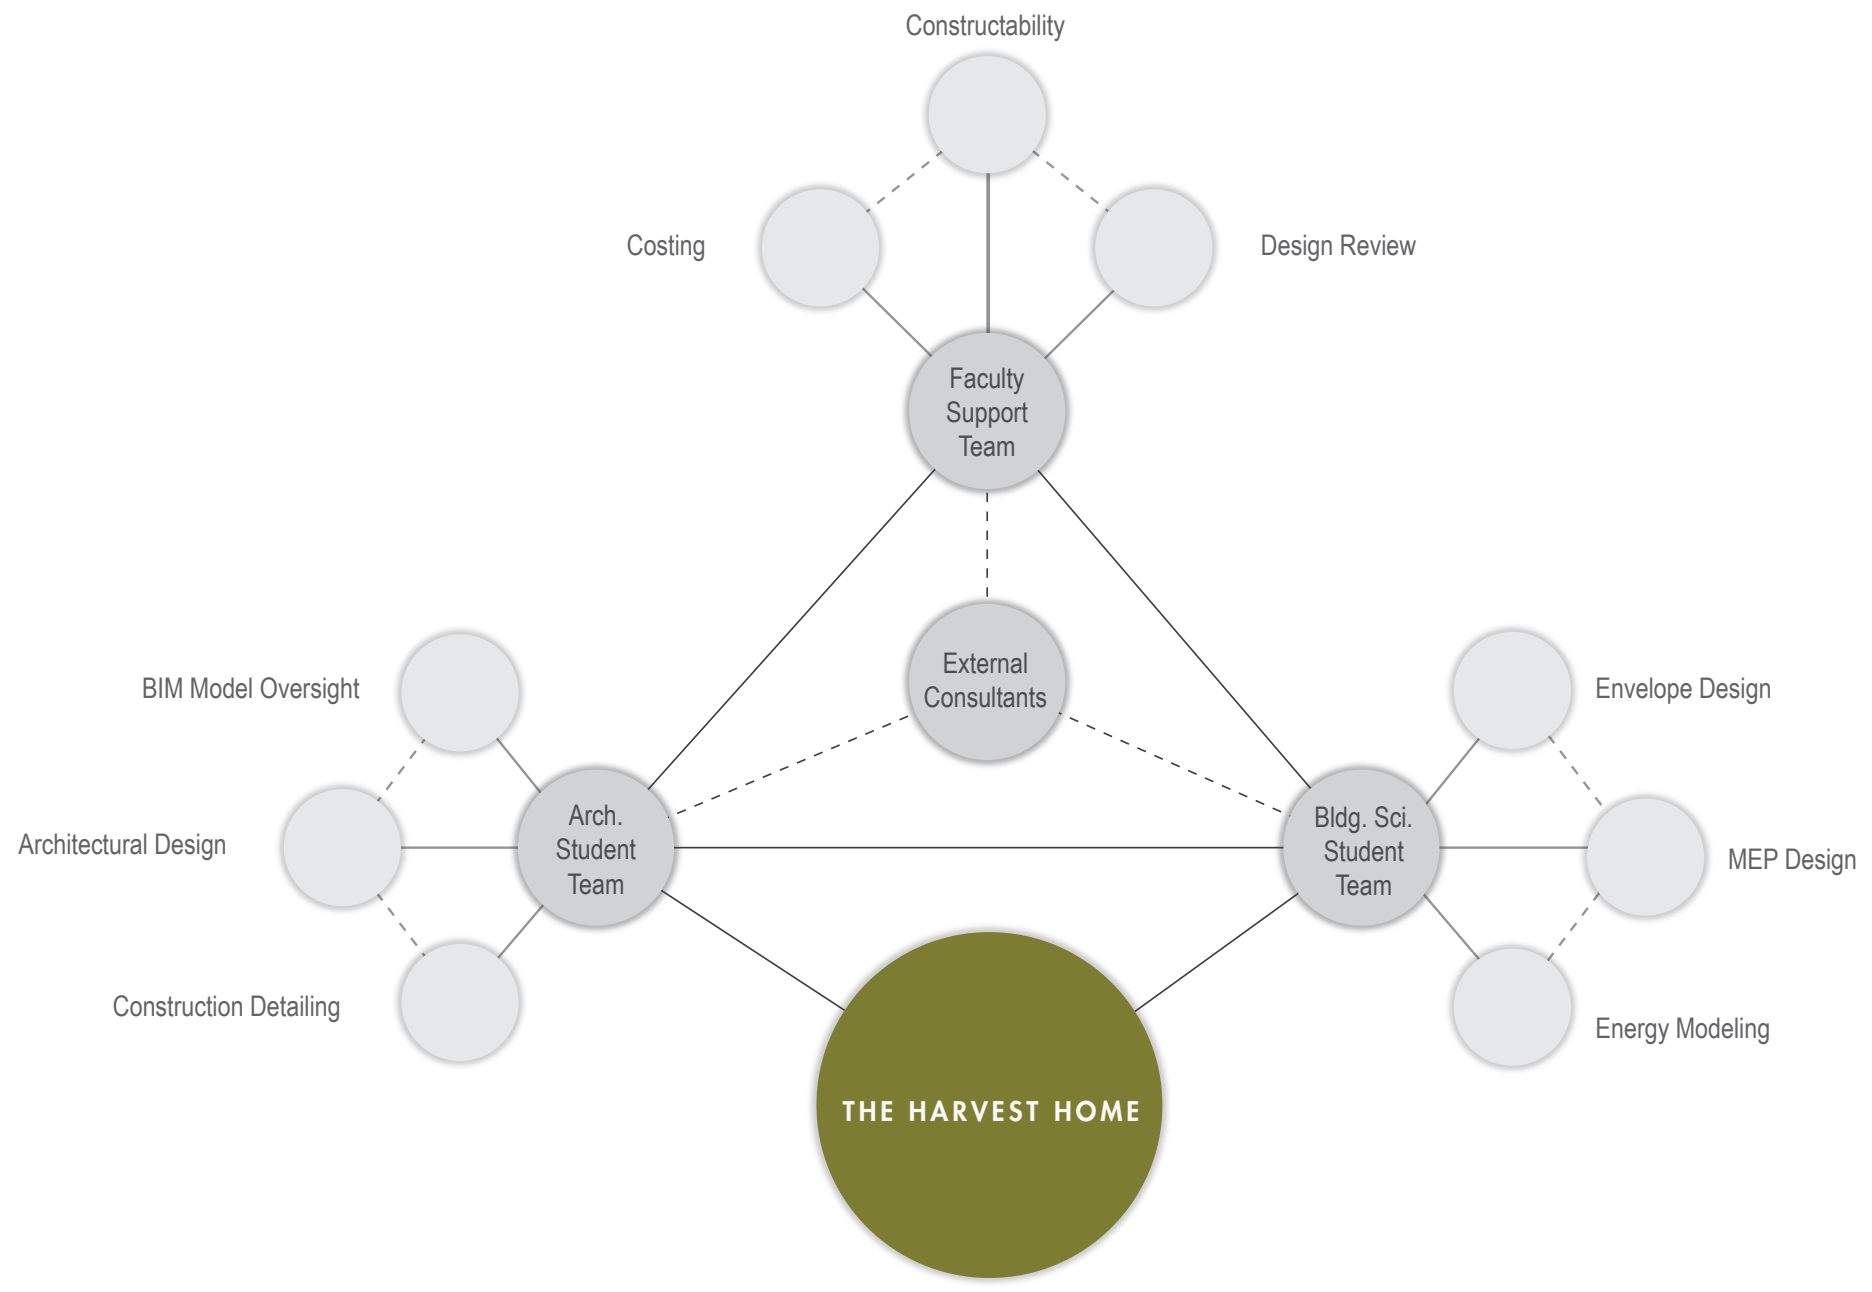 Constructability
Costing
Design Review
Faculty
Support
Team
External
Consultants
BIM Model Oversight
Envelope Design
Architectural Design
Arch.
Student
Team
Bldg. Sci.
Student
Team
MEP Design
Construction Detailing
Energy Modeling
THE HARVEST HOME